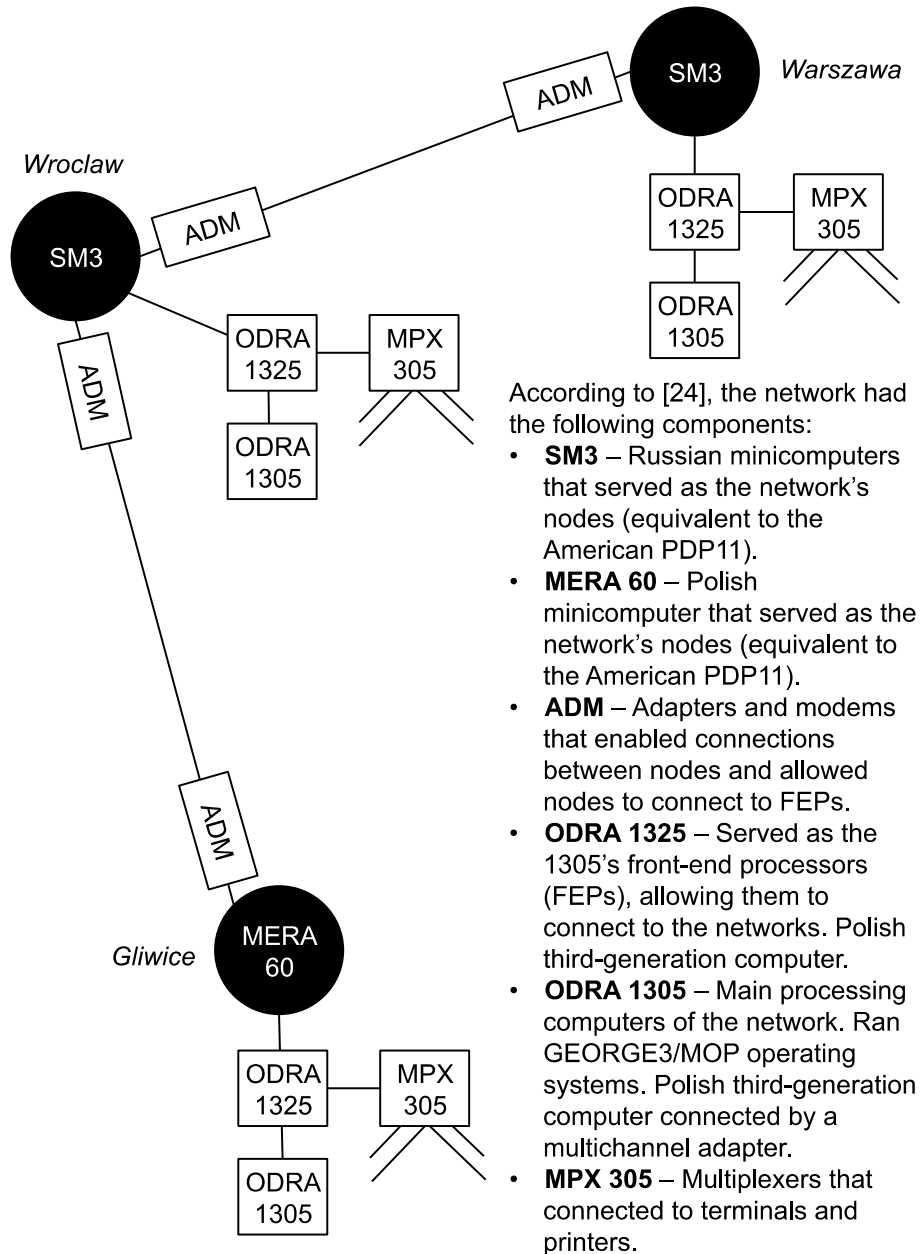 SM3
Warszawa
ADM
ODRA
1325
MPX
305
ODRA
1305
Wroclaw
SM3
ADM
ADM
ODRA
1325
MPX
305
ODRA
1305
ADM
Gliwice
MERA
60
ODRA
1325
MPX
305
ODRA
1305
According to [24], the network had
the following components:
• SM3 – Russian minicomputers
that served as the network’s
nodes (equivalent to the
American PDP11).
• MERA 60 – Polish
minicomputer that served as the
network’s nodes (equivalent to
the American PDP11).
• ADM – Adapters and modems
that enabled connections
between nodes and allowed
nodes to connect to FEPs.
• ODRA 1325 – Served as the
1305’s front-end processors
(FEPs), allowing them to
connect to the networks. Polish
third-generation computer.
• ODRA 1305 – Main processing
computers of the network. Ran
GEORGE3/MOP operating
systems. Polish third-generation
computer connected by a
multichannel adapter.
• MPX 305 – Multiplexers that
connected to terminals and
printers.